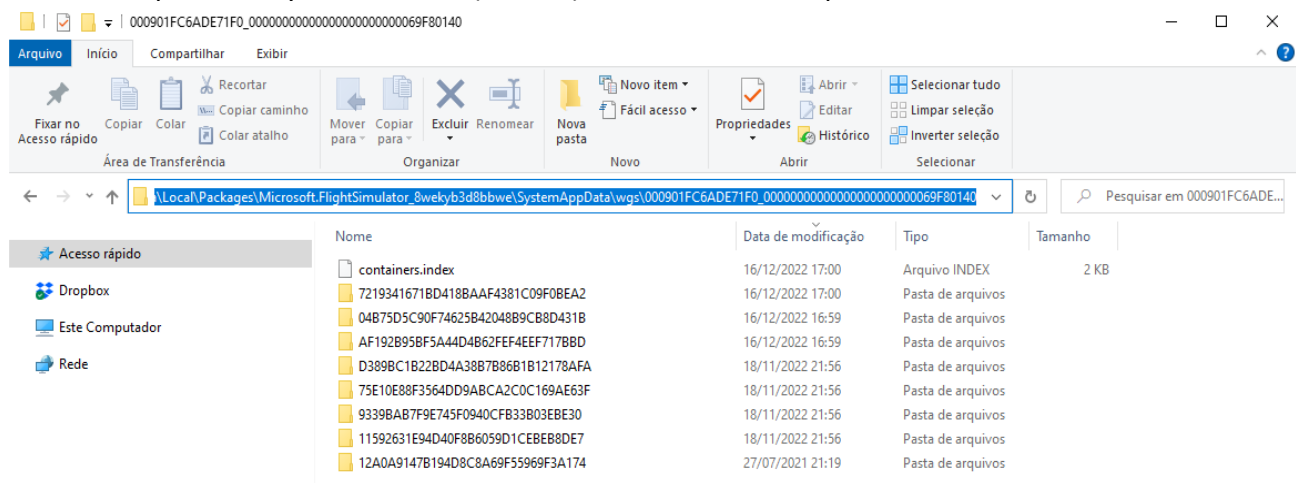 000901FC6ADE71F0_000000000000000000000000069F80140
Arquivo Início Compartilhar Exibir
Fixar no Acesso rápido
Copiar
Colar
Recortar
Copiar caminho
Colar atalho
Área de Transferência
Mover para
Copiar para
Excluir
Renomear
Organizar
Nova pasta
Novo item
Fácil acesso
Novo
Propriedades
Abrir
Editar
Histórico
Abrir
Selecionar tudo
Limpar seleção
Inverter seleção
Selecionar
\Local\Packages\Microsoft.FlightSimulator_8wekyb3d8bbwe\SystemAppData\wgs\000901FC6ADE71F0_000000000000000000000000069F80140
Pesquisar em 000901FC6ADE...
Acesso rápido
Dropbox
Este Computador
Rede
Nome Data de modificação Tipo Tamanho
containers.index 16/12/2022 17:00 Arquivo INDEX 2 KB
7219341671BD418BAAF4381C09F0BEA2 16/12/2022 17:00 Pasta de arquivos
04B75D5C90F74625B42048B9CB8D431B 16/12/2022 16:59 Pasta de arquivos
AF192B95BF5A44D4B62FEF4EEF717BBD 16/12/2022 16:59 Pasta de arquivos
D389BC1B22BD4A38B7B86B1B12178AFA 18/11/2022 21:56 Pasta de arquivos
75E10E88F3564DD9ABCA2C0C169AE63F 18/11/2022 21:56 Pasta de arquivos
9339BAB7F9E745F0940CFB33B03EBE30 18/11/2022 21:56 Pasta de arquivos
11592631E94D40F8B6059D1CEBEB8DE7 18/11/2022 21:56 Pasta de arquivos
12A0A9147B194D8C8A69F55969F3A174 27/07/2021 21:19 Pasta de arquivos